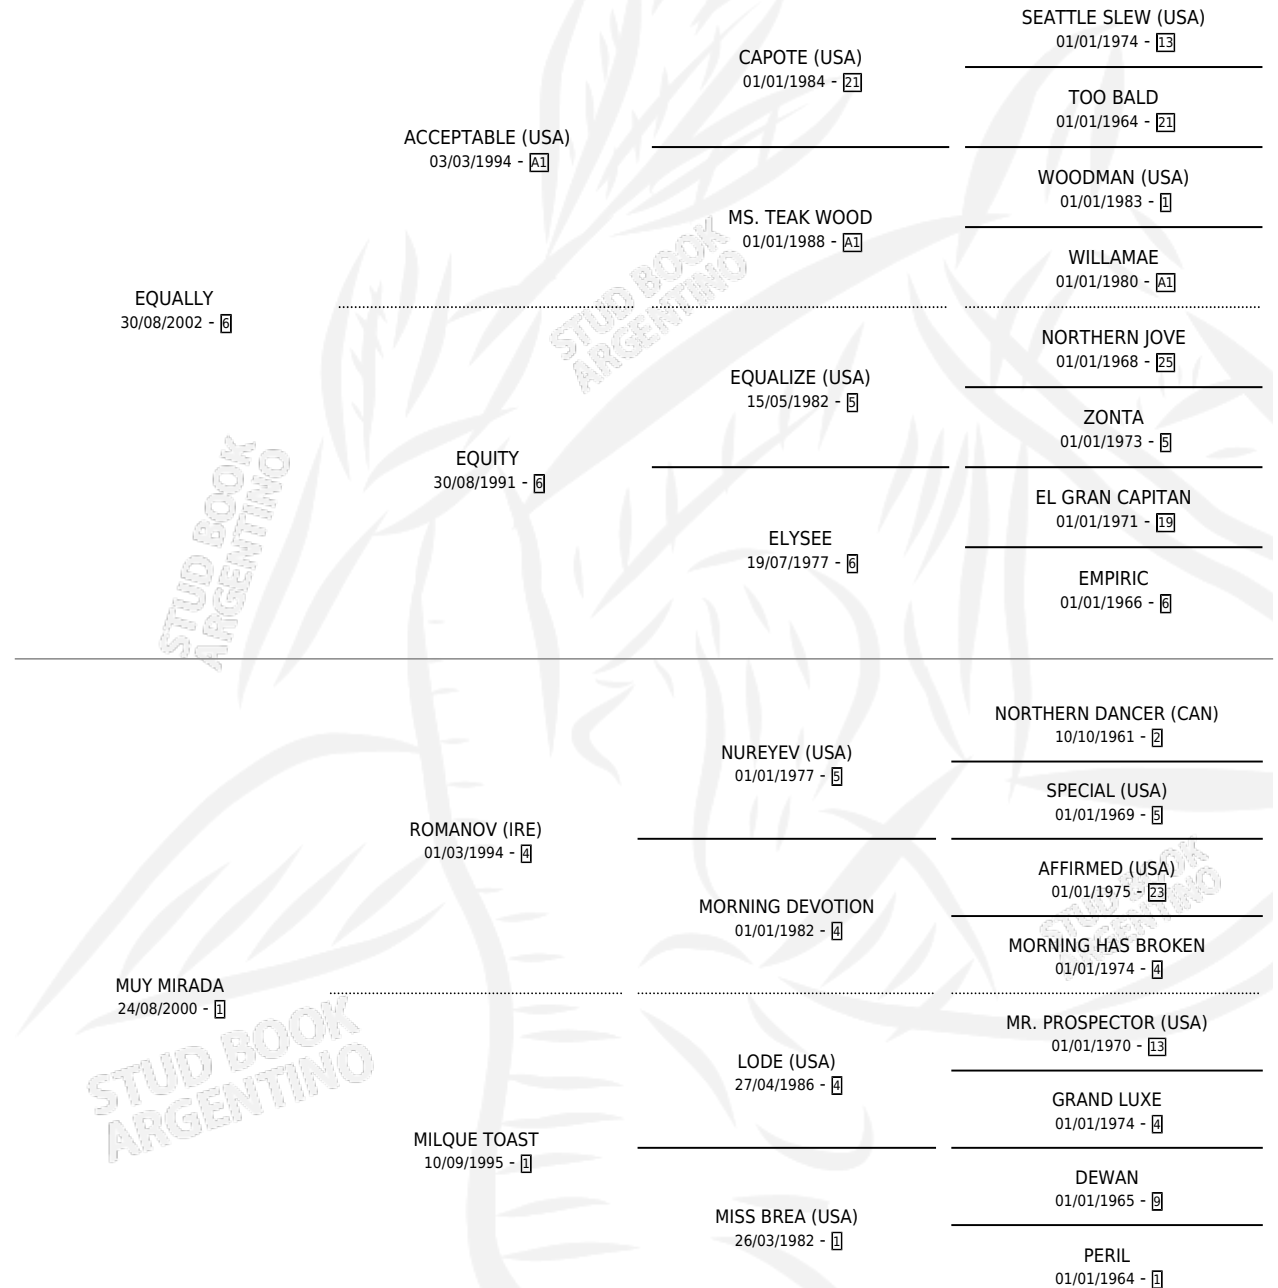 SEATTLE SLEW (USA)
01/01/1974 - 13
CAPOTE (USA)
01/01/1984 - 21
TOO BALD
01/01/1964 - 21
ACCEPTABLE (USA)
03/03/1994 - A1
WOODMAN (USA)
01/01/1983 - 1
MS. TEAK WOOD
01/01/1988 - A1
WILLAMAE
01/01/1980 - A1
EQUALLY
30/08/2002 - 6
NORTHERN JOVE
01/01/1968 - 25
EQUALIZE (USA)
15/05/1982 - 5
ZONTA
01/01/1973 - 5
EQUITY
30/08/1991 - 6
EL GRAN CAPITAN
01/01/1971 - 19
ELYSEE
19/07/1977 - 6
EMPIRIC
01/01/1966 - 6
NORTHERN DANCER (CAN)
10/10/1961 - 2
NUREYEV (USA)
01/01/1977 - 5
SPECIAL (USA)
01/01/1969 - 5
ROMANOV (IRE)
01/03/1994 - 4
AFFIRMED (USA)
01/01/1975 - 23
MORNING DEVOTION
01/01/1982 - 4
MORNING HAS BROKEN
01/01/1974 - 4
MUY MIRADA
24/08/2000 - 1
MR. PROSPECTOR (USA)
01/01/1970 - 13
LODE (USA)
27/04/1986 - 4
GRAND LUXE
01/01/1974 - 4
MILQUE TOAST
10/09/1995 - 1
DEWAN
01/01/1965 - 9
MISS BREA (USA)
26/03/1982 - 1
PERIL
01/01/1964 - 1
STUD BOOK
ARGENTINO
STUD BOOK
ARGENTINO
STUD BOOK
ARGENTINO
STUD BOOK
ARGENTINO